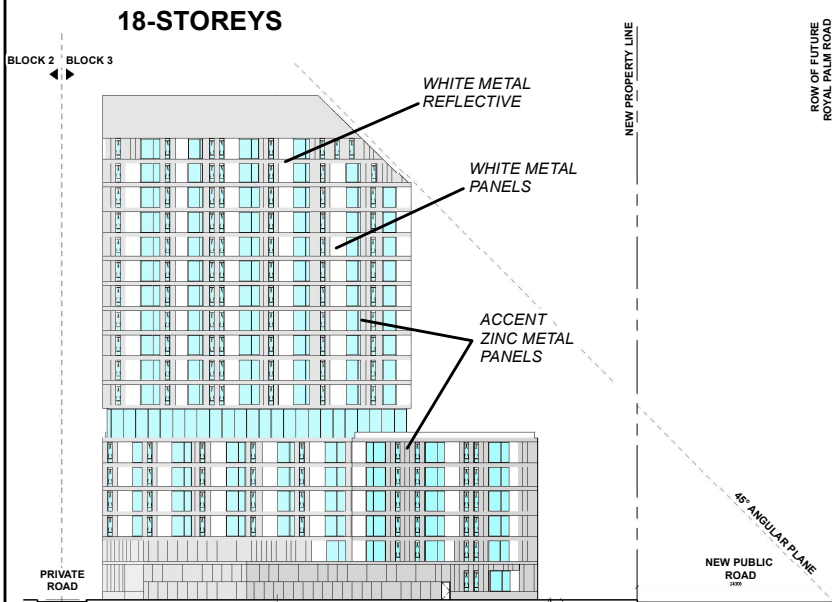 18-STOREYS
BLOCK 2
BLOCK 3
WHITE METAL
REFLECTIVE
WHITE METAL
PANELS
ACCENT
ZINC METAL
PANELS
NEW PROPERTY LINE
ROW OF FUTURE
ROYAL PALM ROAD
45° ANGULAR PLANE
PRIVATE
ROAD
NEW PUBLIC
ROAD